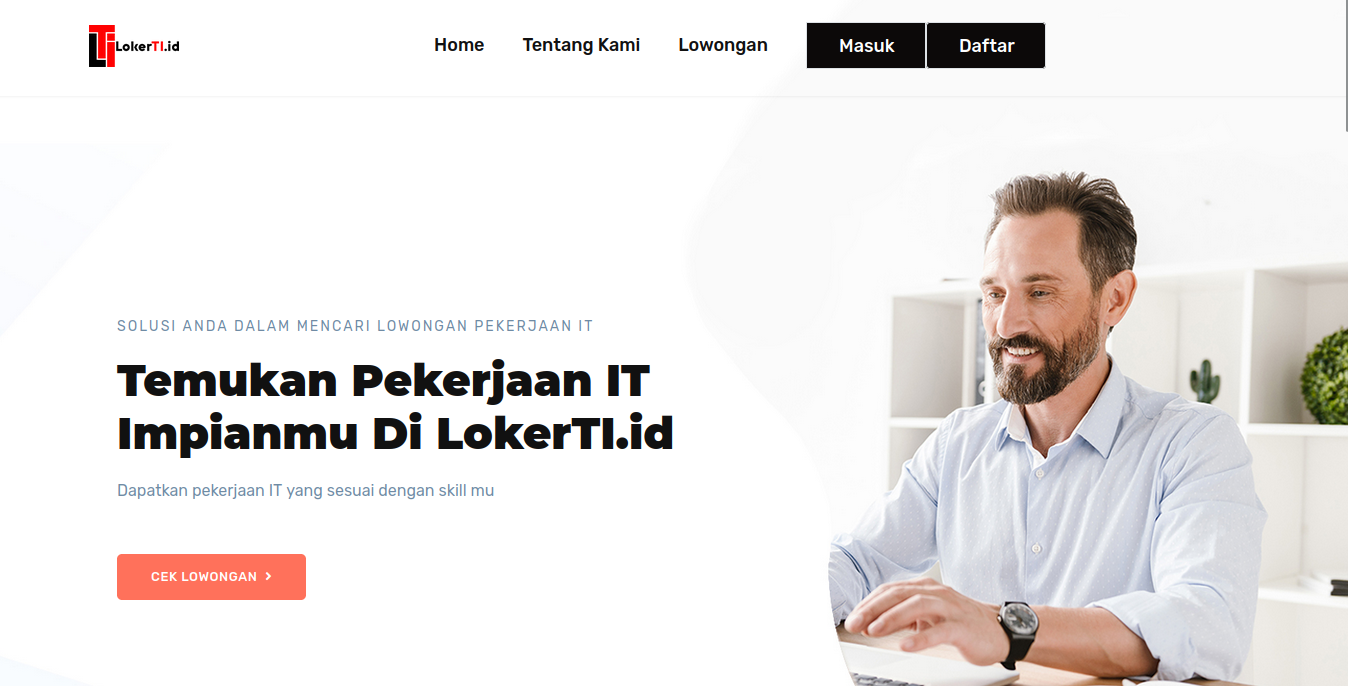 LTi LokerTI.id
Home
Tentang Kami
Lowongan
Masuk
Daftar
SOLUSI ANDA DALAM MENCARI LOWONGAN PEKERJAAN IT
Temukan Pekerjaan IT
Impianmu Di LokerTI.id
Dapatkan pekerjaan IT yang sesuai dengan skill mu
CEK LOWONGAN